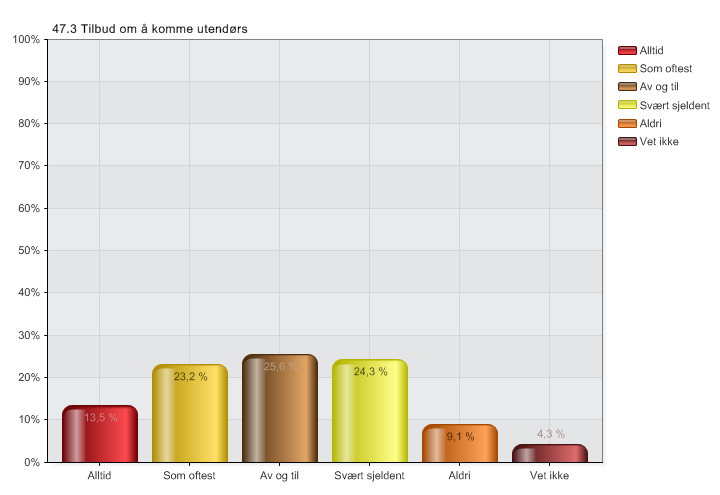 47.3 Tilbud om å komme utendørs
100%
90%
80%
70%
60%
50%
40%
30%
20%
10%
0%
13,5 %
23,2 %
25,6 %
24,3 %
9,1 %
4,3 %
Alltid
Som oftest
Av og til
Svært sjeldent
Aldri
Vet ikke
Alltid
Som oftest
Av og til
Svært sjeldent
Aldri
Vet ikke